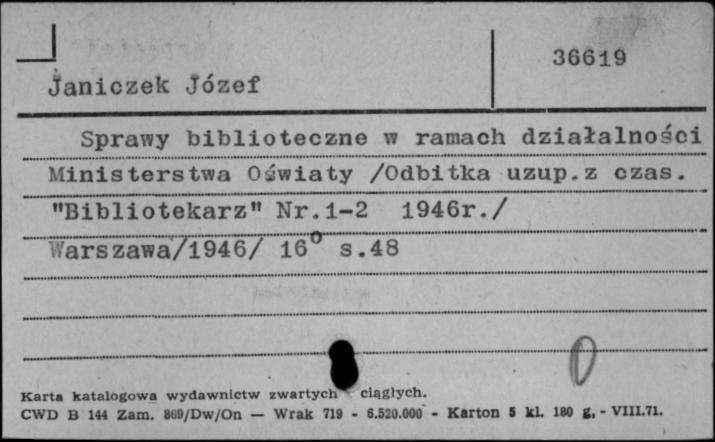 36619
Janiczek Józef
Sprawy biblioteczne w ramach działalności
Ministerstwa Oświaty /Odbitka uzup.z czas.
"Bibliotekarz" Nr.1-2 1946r./
Warszawa/1946/ 16° s.48
0
Karta katalogowa wydawnictw zwartych ciągłych.
CWD B 144 Zam. 869/Dw/On — Wrak 719 - 6.520.000 - Karton 5 kl. 180 g, - VIII.71.